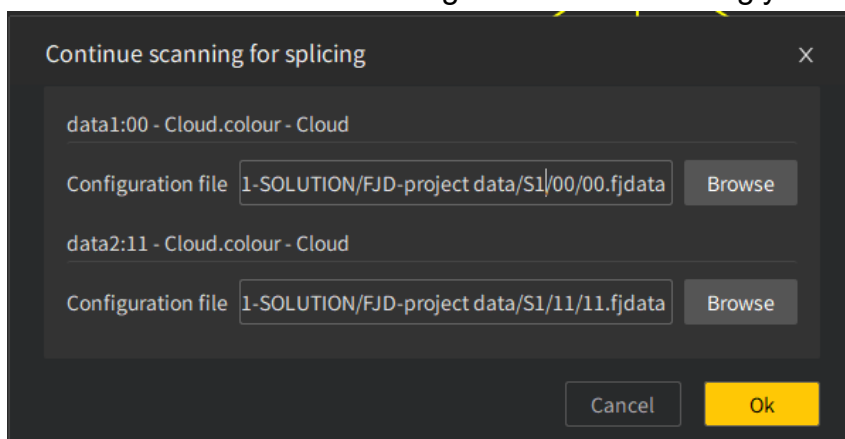 Continue scanning for splicing X
data1:00 - Cloud.colour - Cloud
Configuration file 1-SOLUTION/FJD-project data/S1/00/00.fjdata Browse
data2:11 - Cloud.colour - Cloud
Configuration file 1-SOLUTION/FJD-project data/S1/11/11.fjdata Browse
Cancel Ok